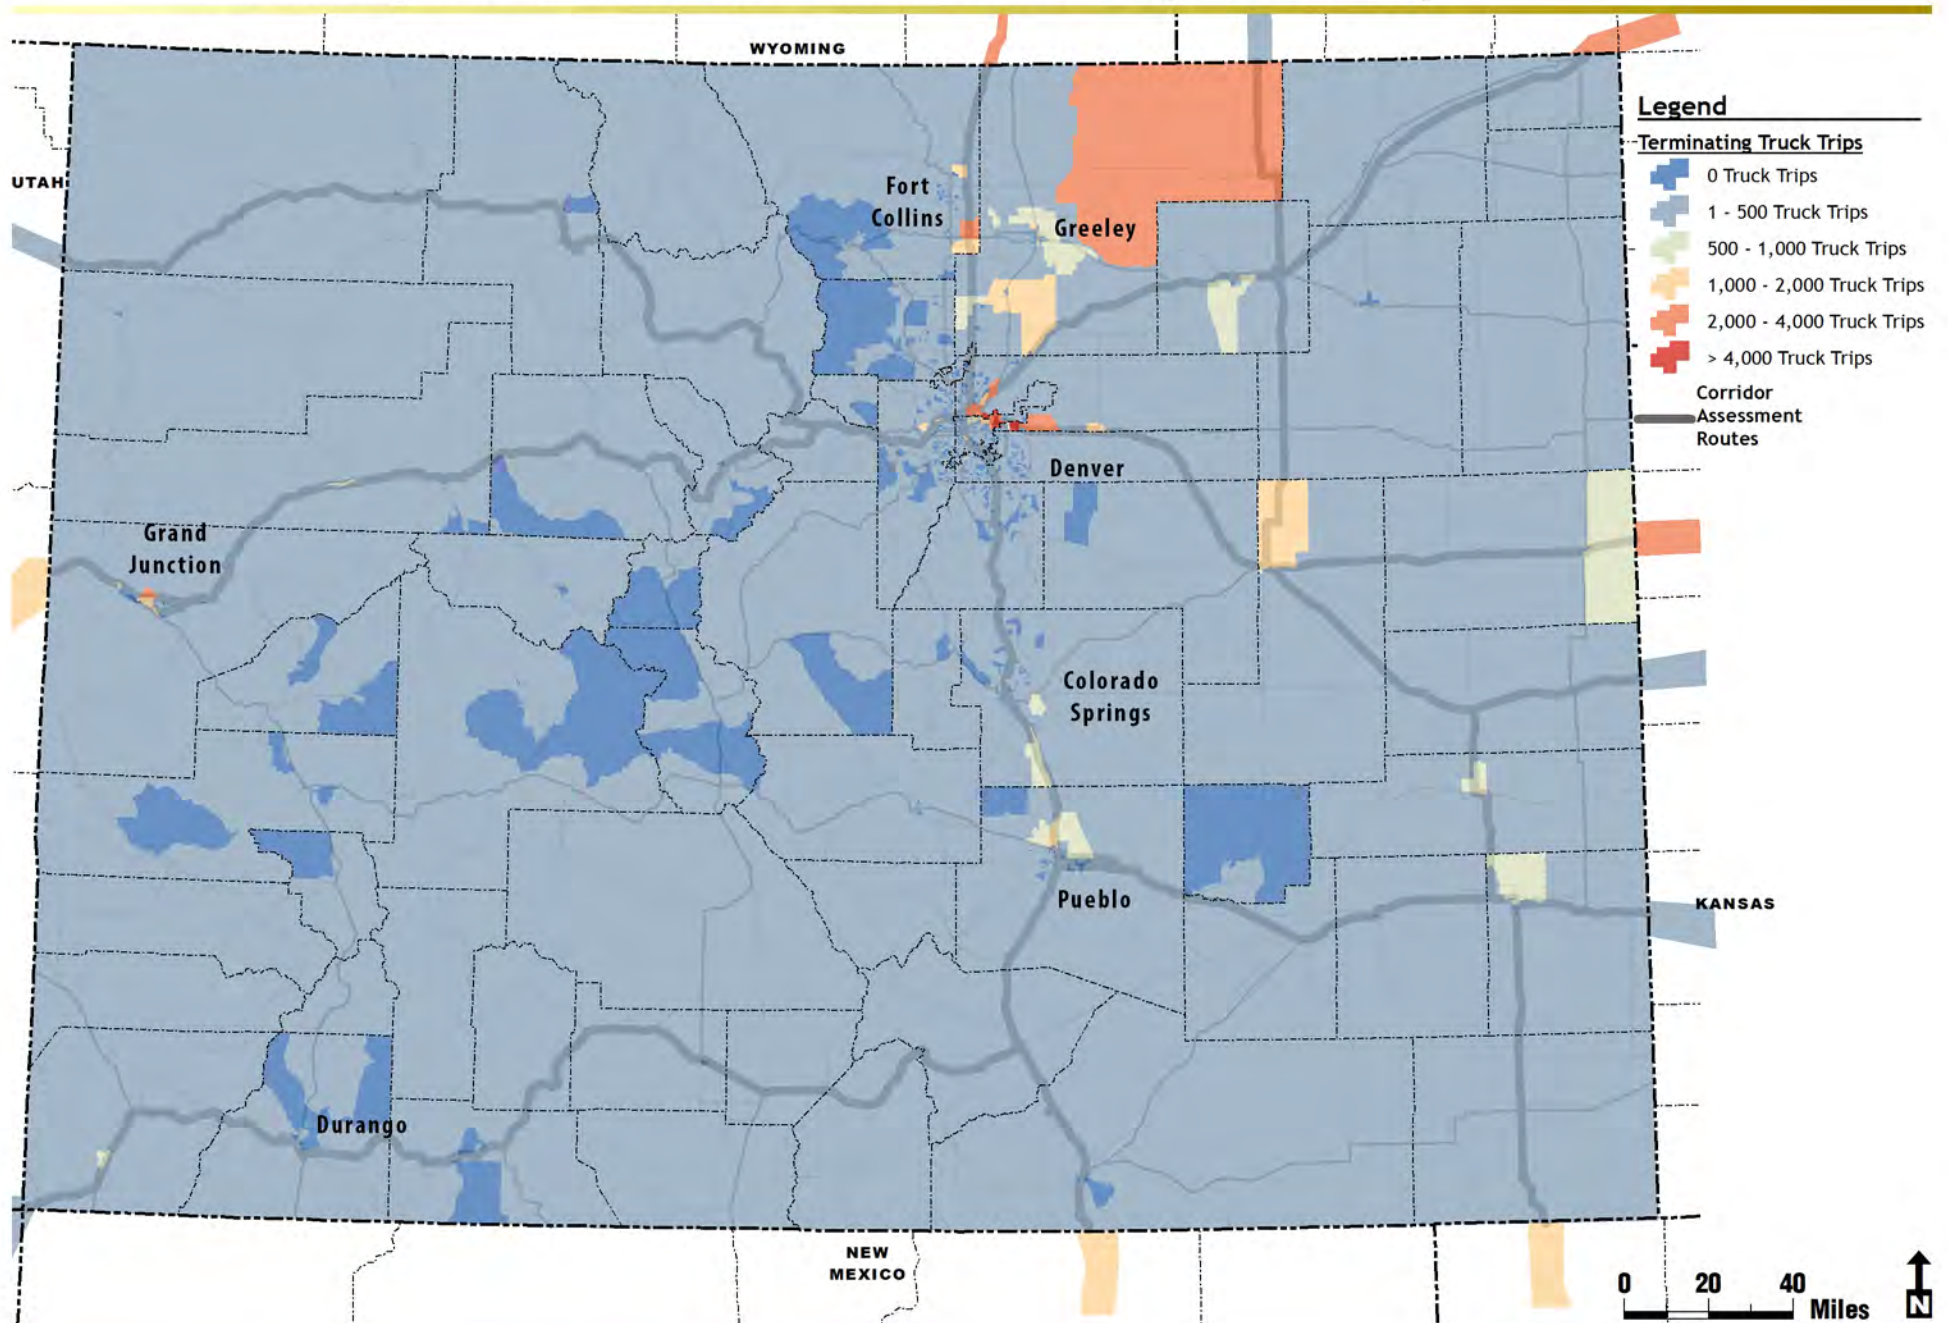 WYOMING
UTAH
Fort
Collins
Greeley
Denver
Grand
Junction
Colorado
Springs
Pueblo
Durango
KANSAS
NEW
MEXICO
Legend
Terminating Truck Trips
0 Truck Trips
1 - 500 Truck Trips
500 - 1,000 Truck Trips
1,000 - 2,000 Truck Trips
2,000 - 4,000 Truck Trips
> 4,000 Truck Trips
Corridor
Assessment
Routes
0 20 40
Miles
N